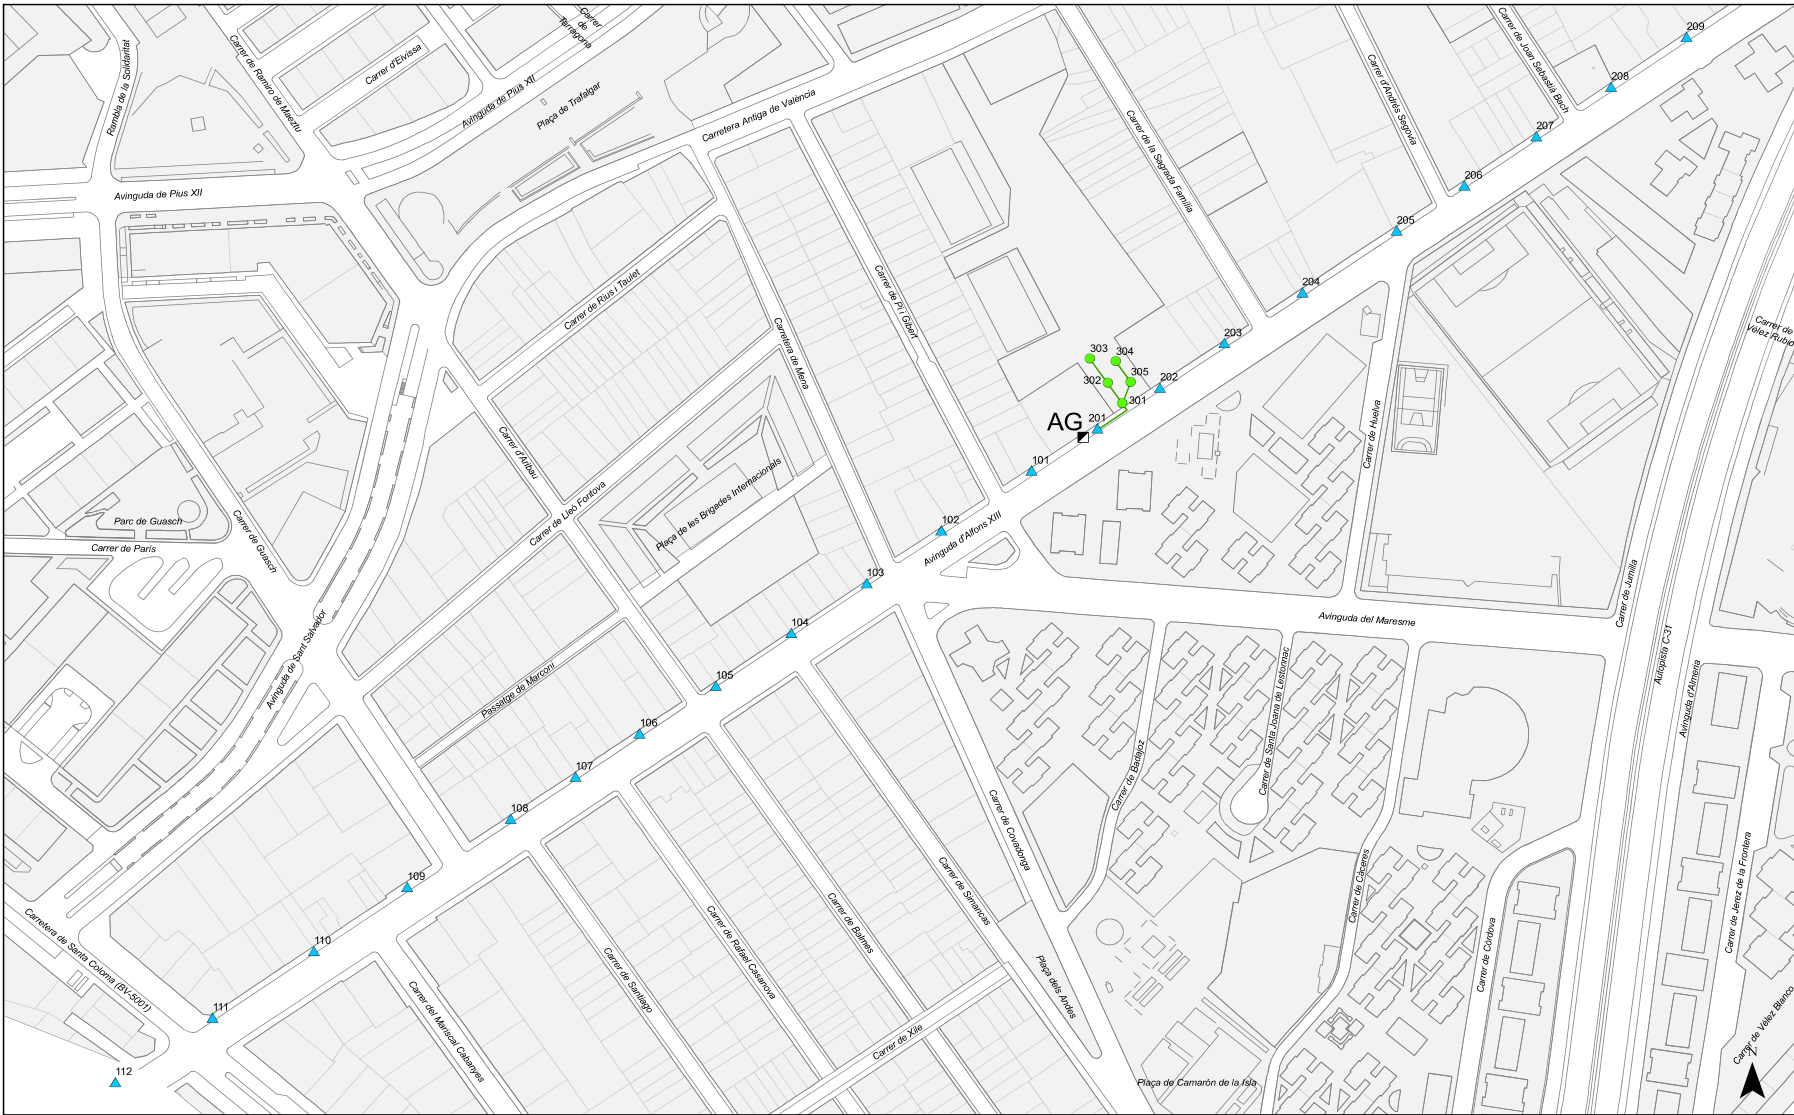 209
Carrer de Joan Sebastià Bach
208
Carrer
de
Tarragona
Carrer d'Eivissa
Carrer de Ramiro de Maeztu
Rambla de la Solidaritat
Avinguda de Pius XII
Plaça de Trafalgar
Carretera Antiga de València
Carrer d'Andrés Segovia
207
Carrer de la Sagrada Família
206
Avinguda de Pius XII
205
Carrer de Rius i Taulet
Carrer de Pi i Gibert
204
Carretera de Mena
Carrer de
Vélez Rubio
203
303
304
302
305
202
301
201
AG
101
Carrer de Huelva
Carrer d'Aribau
Plaça de les Brigades Internacionals
Carrer de Lleó Fontova
Parc de Guasch
Carrer de París
Carrer de Guasch
102
Avinguda d'Alfons XIII
103
Carrer de Jumilla
104
Avinguda del Maresme
Avinguda de Sant Salvador
Passatge de Marconi
105
Carrer de Santa Joana de Lestonnac
Autopista C-31
Avinguda d'Almeria
106
107
Carrer de Badajoz
108
Carrer de Covadonga
109
Carrer de Simancas
Carrer de Càceres
Carrer de Jerez de la Frontera
Carretera de Santa Coloma (BV-5001)
110
Carrer de Santiago
Carrer de Rafael Casanova
Carrer de Balmes
Carrer de Còrdova
Plaça dels Andes
111
Carrer del Mariscal Cabanyes
Carrer de Xile
Carrer de Vélez Blanco
112
Plaça de Camarón de la Isla
N